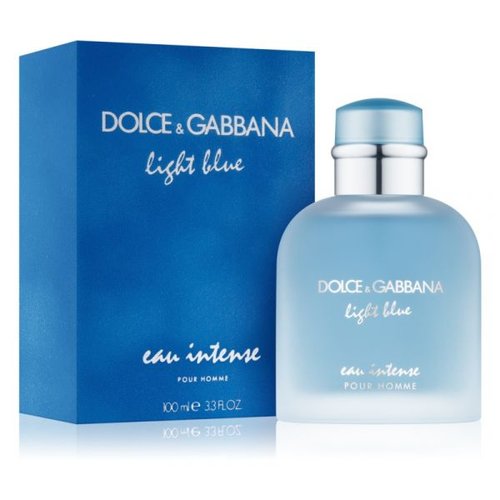 DOLCE & GABBANA
light blue
eau intense
POUR HOMME
100 ml e 3.3 FL.OZ.
DOLCE & GABBANA
light blue
eau intense
POUR HOMME